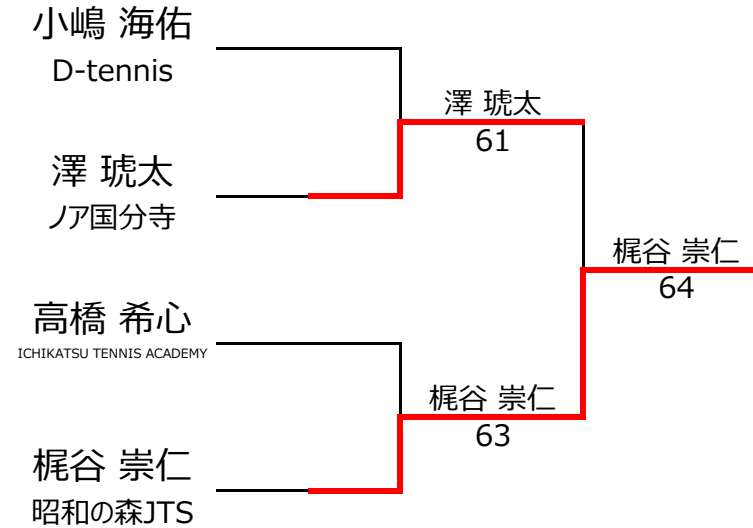 小嶋 海佑
D-tennis
澤 琥太
61
澤 琥太
ノア国分寺
梶谷 崇仁
64
高橋 希心
ICHIKATSU TENNIS ACADEMY
梶谷 崇仁
63
梶谷 崇仁
昭和の森JTS